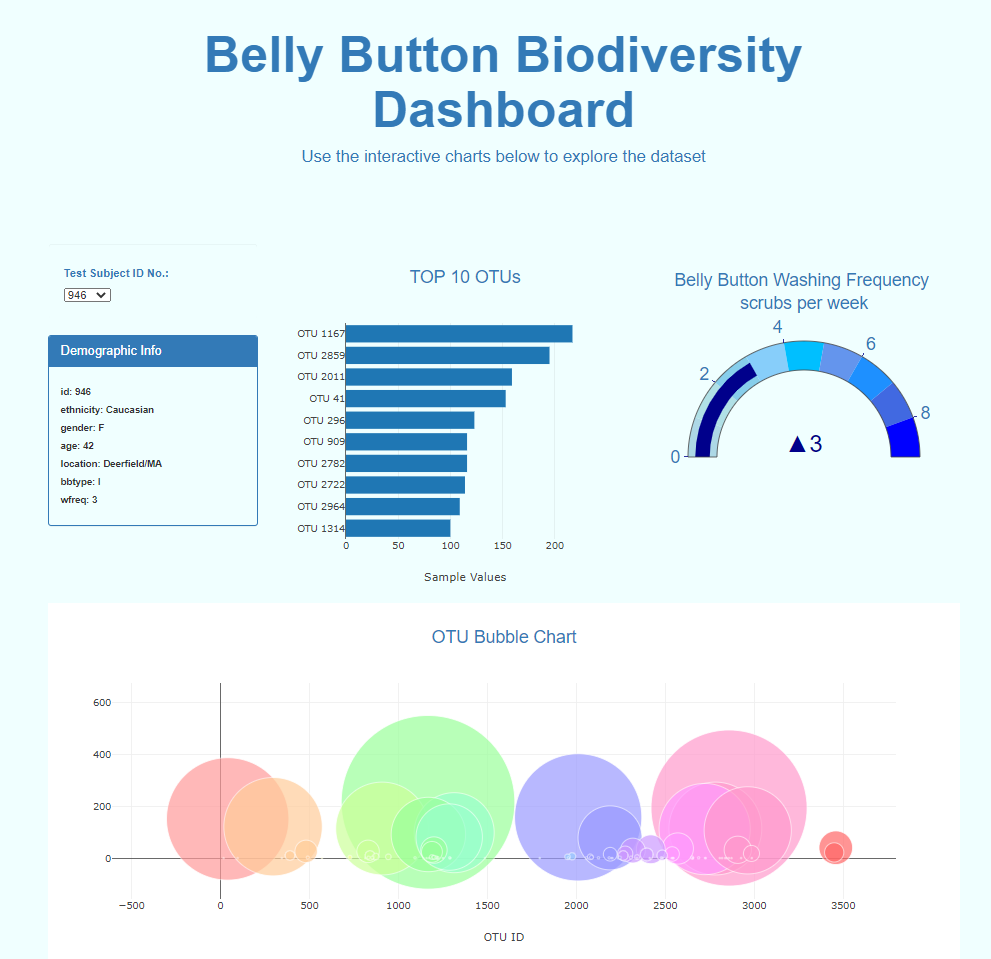 Belly Button Biodiversity
Dashboard
Use the interactive charts below to explore the dataset
Test Subject ID No.:
946
Demographic Info
id: 946
ethnicity: Caucasian
gender: F
age: 42
location: Deerfield/MA
bbtype: I
wfreq: 3
TOP 10 OTUs
OTU 1167
OTU 2859
OTU 2011
OTU 41
OTU 296
OTU 909
OTU 2782
OTU 2722
OTU 2964
OTU 1314
0 50 100 150 200
Sample Values
Belly Button Washing Frequency
scrubs per week
0
2
4
6
8
▲3
OTU Bubble Chart
600
400
200
0
−500 0 500 1000 1500 2000 2500 3000 3500
OTU ID